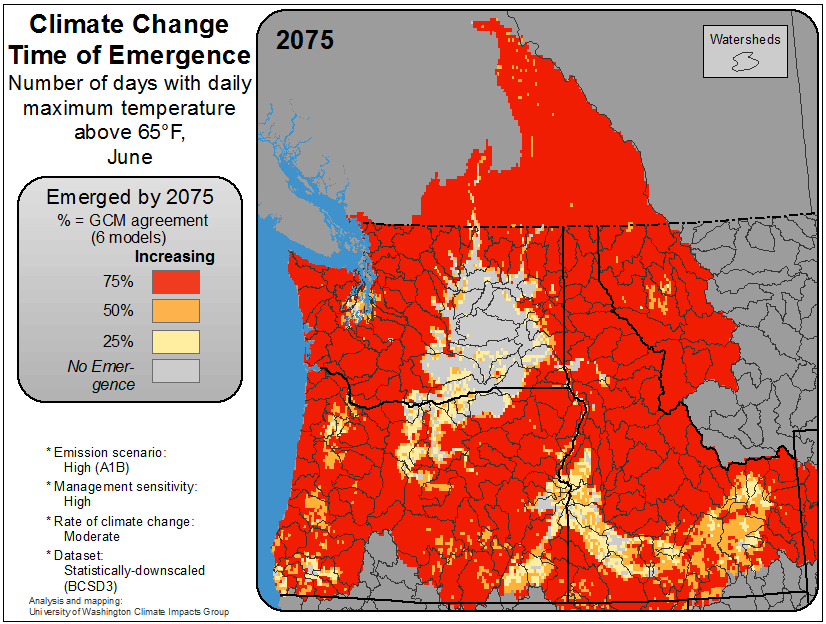 Climate Change
Time of Emergence
Number of days with daily
maximum temperature
above 65°F,
June
Emerged by 2075
% = GCM agreement
(6 models)
Increasing
75%
50%
25%
No Emer-
gence
* Emission scenario:
High (A1B)
* Management sensitivity:
High
* Rate of climate change:
Moderate
* Dataset:
Statistically-downscaled
(BCSD3)
Analysis and mapping:
University of Washington Climate Impacts Group
2075
Watersheds